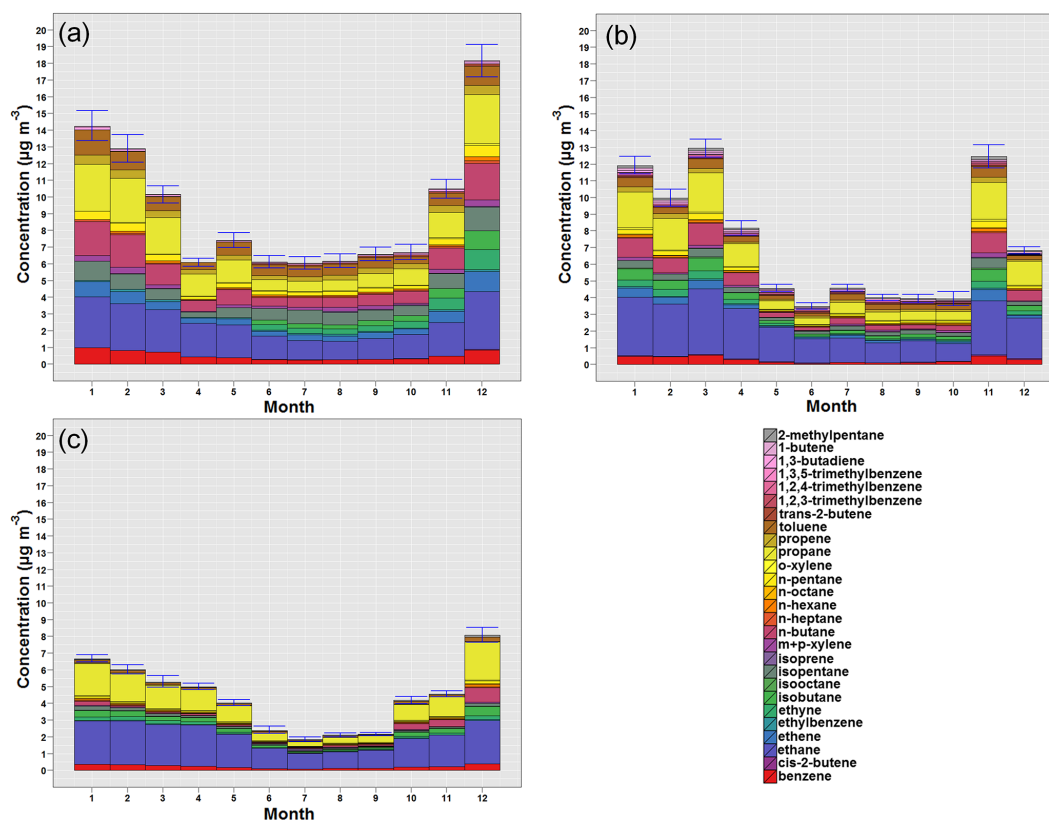 (a)
20
19
18
17
16
15
14
13
12
11
10
9
8
7
6
5
4
3
2
1
0
Concentration (µg m⁻³)
1 2 3 4 5 6 7 8 9 10 11 12
Month
(b)
20
19
18
17
16
15
14
13
12
11
10
9
8
7
6
5
4
3
2
1
0
Concentration (µg m⁻³)
1 2 3 4 5 6 7 8 9 10 11 12
Month
(c)
20
19
18
17
16
15
14
13
12
11
10
9
8
7
6
5
4
3
2
1
0
Concentration (µg m⁻³)
1 2 3 4 5 6 7 8 9 10 11 12
Month
2-methylpentane
1-butene
1,3-butadiene
1,3,5-trimethylbenzene
1,2,4-trimethylbenzene
1,2,3-trimethylbenzene
trans-2-butene
toluene
propene
propane
o-xylene
n-pentane
n-octane
n-hexane
n-heptane
n-butane
m+p-xylene
isoprene
isopentane
isooctane
isobutane
ethyne
ethylbenzene
ethene
ethane
cis-2-butene
benzene